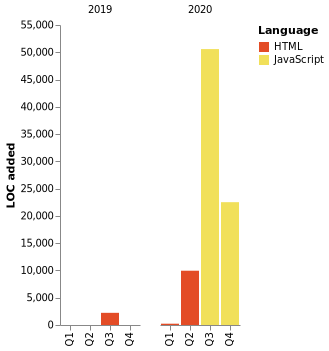 2019 2020
Language
HTML
JavaScript
LOC added
55,000
50,000
45,000
40,000
35,000
30,000
25,000
20,000
15,000
10,000
5,000
0
Q1 Q2 Q3 Q4 Q1 Q2 Q3 Q4